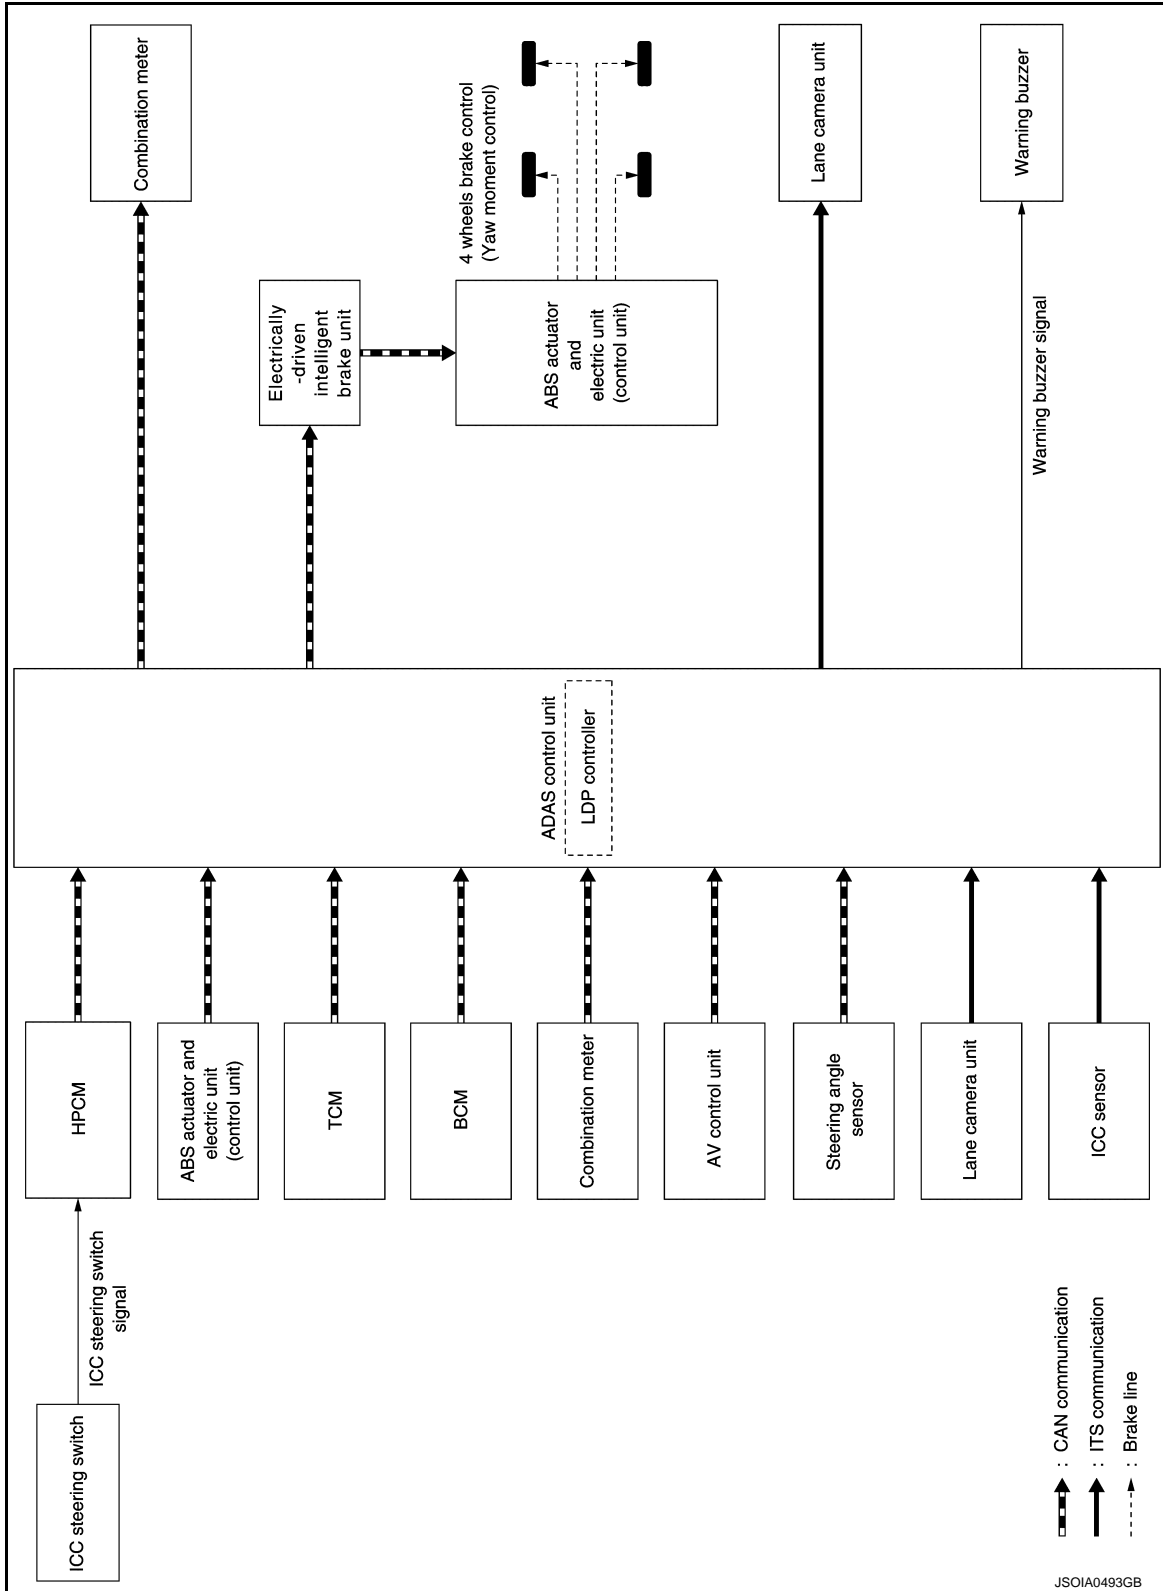 ICC steering switch
ICC steering switch
signal
HPCM
ABS actuator and
electric unit
(control unit)
TCM
BCM
Combination meter
AV control unit
Steering angle
sensor
Lane camera unit
ICC sensor
ADAS control unit
LDP controller
Combination meter
Electrically
-driven
intelligent
brake unit
4 wheels brake control
(Yaw moment control)
ABS actuator
and
electric unit
(control unit)
Lane camera unit
Warning buzzer signal
Warning buzzer
: CAN communication
: ITS communication
: Brake line
JSOIA0493GB